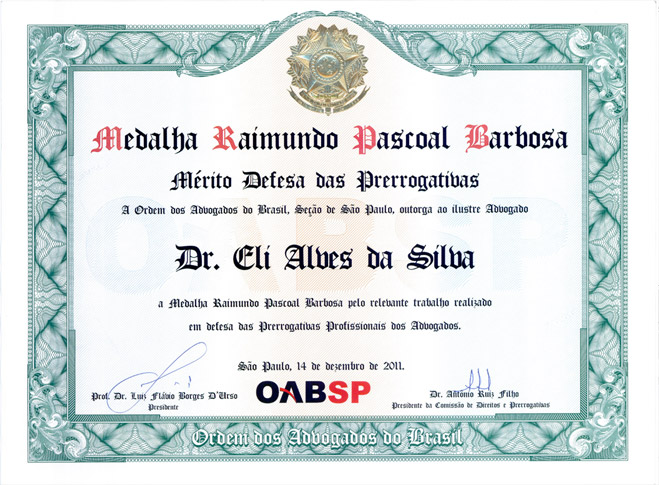 Medalha Raimundo Pascoal Barbosa
Mérito Defesa das Prerrogativas
A Ordem dos Advogados do Brasil, Seção de São Paulo, outorga ao ilustre Advogado
Dr. Eli Alves da Silva
a Medalha Raimundo Pascoal Barbosa pelo relevante trabalho realizado
em defesa das Prerrogativas Profissionais dos Advogados.
São Paulo, 14 de dezembro de 2011.
Prof. Dr. Luiz Flávio Borges D'Urso
Presidente
OABSP
Dr. Antônio Ruiz Filho
Presidente da Comissão de Direitos e Prerrogativas
Ordem dos Advogados do Brasil